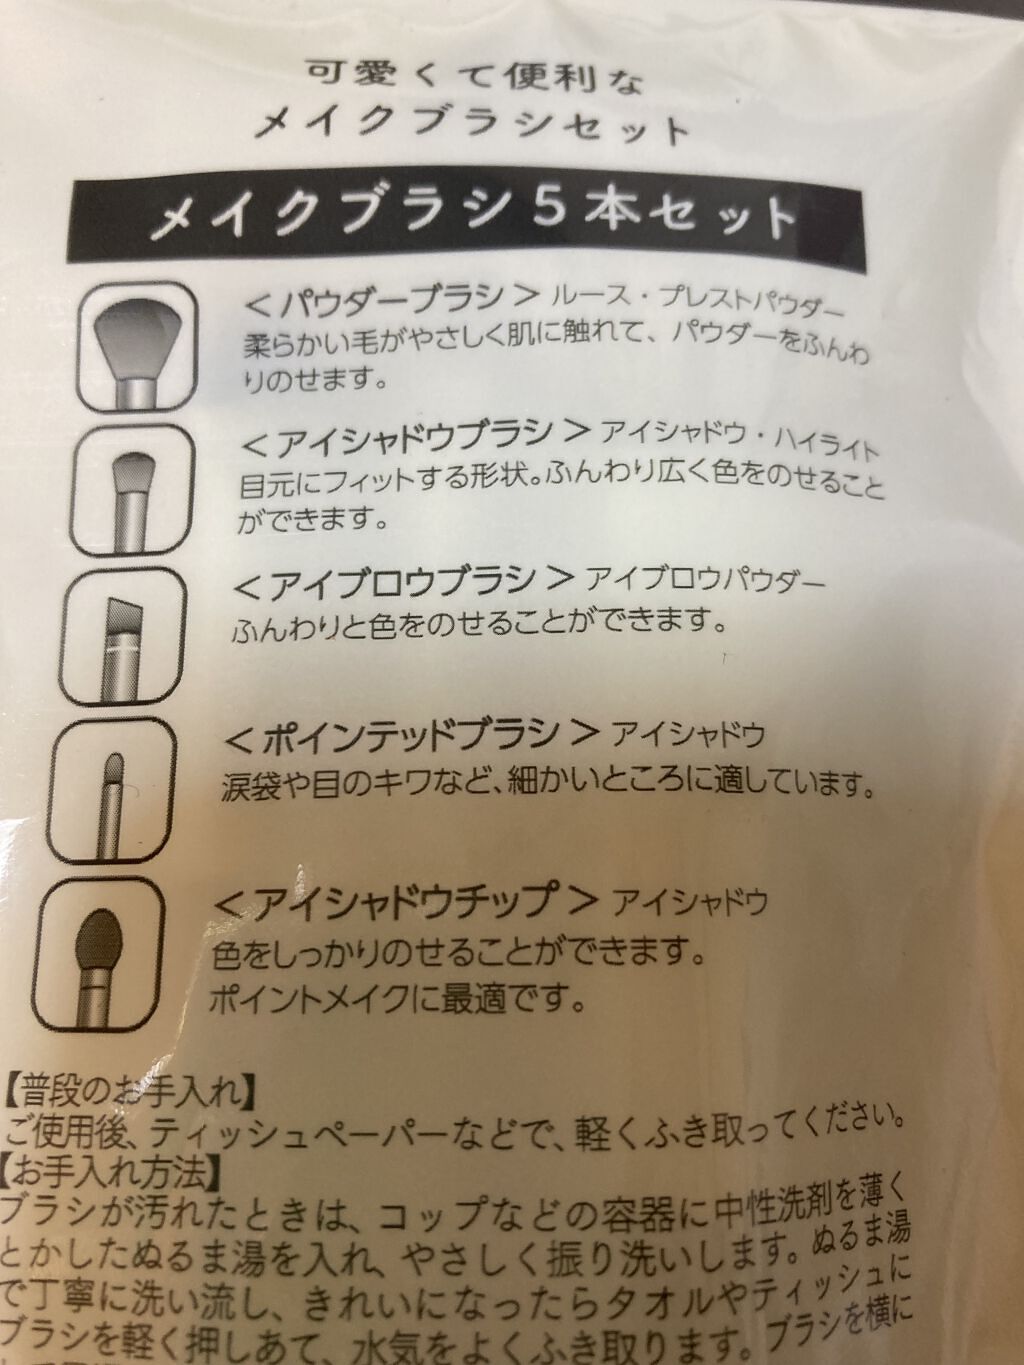 可愛くて便利な
メイクブラシセット
メイクブラシ5本セット
<パウダーブラシ> ルース・プレストパウダー
柔らかい毛がやさしく肌に触れて、パウダーをふんわ
りのせます。
<アイシャドウブラシ> アイシャドウ・ハイライト
目元にフィットする形状。ふんわり広く色をのせること
ができます。
<アイブロウブラシ> アイブロウパウダー
ふんわりと色をのせることができます。
<ポインテッドブラシ> アイシャドウ
涙袋や目のキワなど、細かいところに適しています。
<アイシャドウチップ> アイシャドウ
色をしっかりのせることができます。
ポイントメイクに最適です。
【普段のお手入れ】
ご使用後、ティッシュペーパーなどで、軽くふき取ってください。
【お手入れ方法】
ブラシが汚れたときは、コップなどの容器に中性洗剤を薄く
とかしたぬるま湯を入れ、やさしく振り洗いします。ぬるま湯
で丁寧に洗い流し、きれいになったらタオルやティッシュに
ブラシを軽く押しあて、水気をよくふき取ります。ブラシを横に